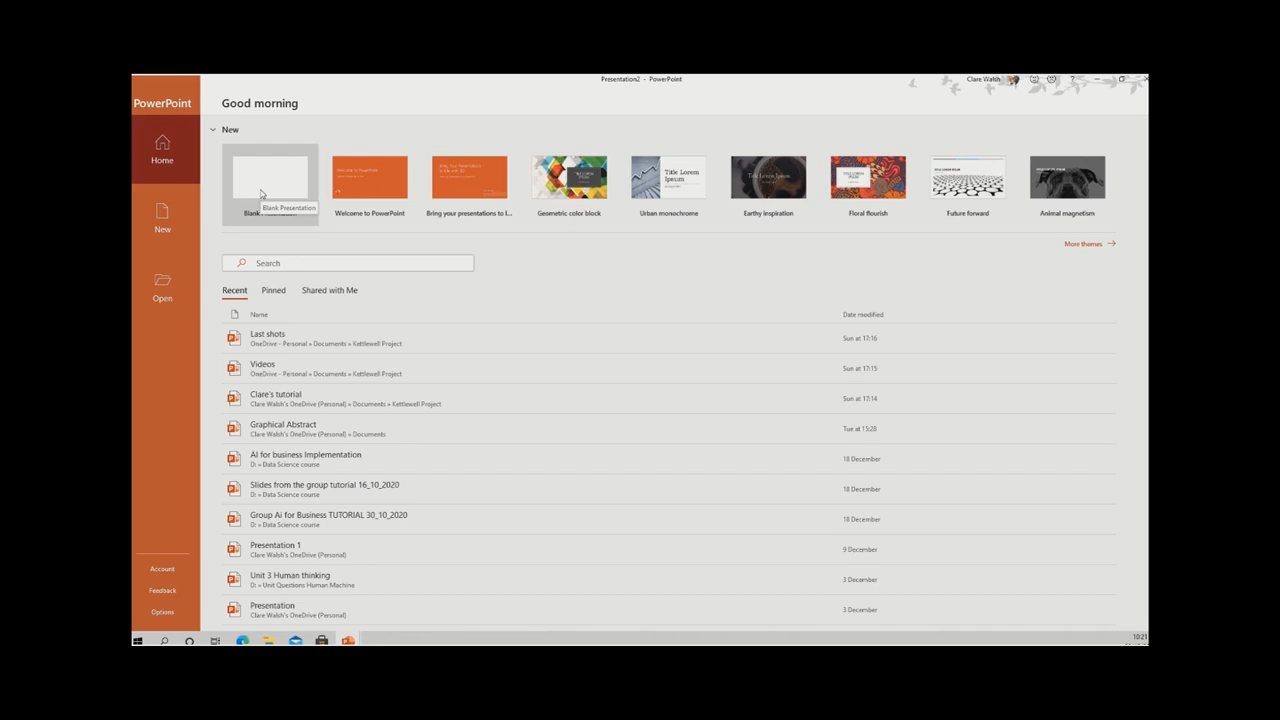 Presentation2 - PowerPoint
Clare Walsh
?
PowerPoint
Good morning
Home
New
Open
Account
Feedback
Options
New
Blank Presentation
Welcome to PowerPoint
Bring your presentations to l...
Geometric color block
Title Lorem Ipsum
Urban monochrome
Earthy inspiration
Floral flourish
Future forward
Animal magnetism
More themes
Search
Recent Pinned Shared with Me
Name Date modified
Last shots
OneDrive - Personal » Documents » Kettlewell Project
Sun at 17:16
Videos
OneDrive - Personal » Documents » Kettlewell Project
Sun at 17:15
Clare's tutorial
Clare Walsh's OneDrive (Personal) » Documents » Kettlewell Project
Sun at 17:14
Graphical Abstract
Clare Walsh's OneDrive (Personal) » Documents
Tue at 15:28
AI for business Implementation
D: » Data Science course
18 December
Slides from the group tutorial 16_10_2020
D: » Data Science course
18 December
Group Ai for Business TUTORIAL 30_10_2020
D: » Data Science course
18 December
Presentation 1
Clare Walsh's OneDrive (Personal)
9 December
Unit 3 Human thinking
D: » Unit Questions Human Machine
3 December
Presentation
Clare Walsh's OneDrive (Personal)
3 December
10:21